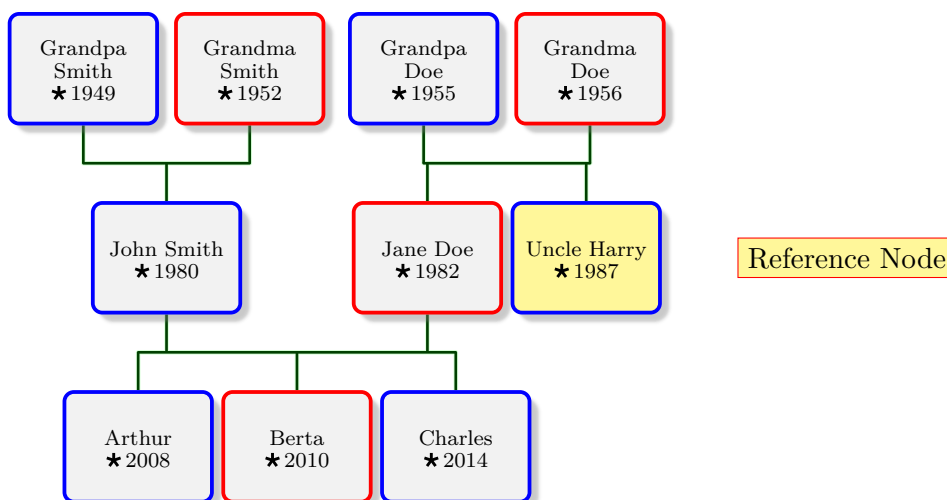 Grandpa
Smith
★1949
Grandma
Smith
★1952
Grandpa
Doe
★1955
Grandma
Doe
★1956
John Smith
★1980
Jane Doe
★1982
Uncle Harry
★1987
Reference Node
Arthur
★2008
Berta
★2010
Charles
★2014